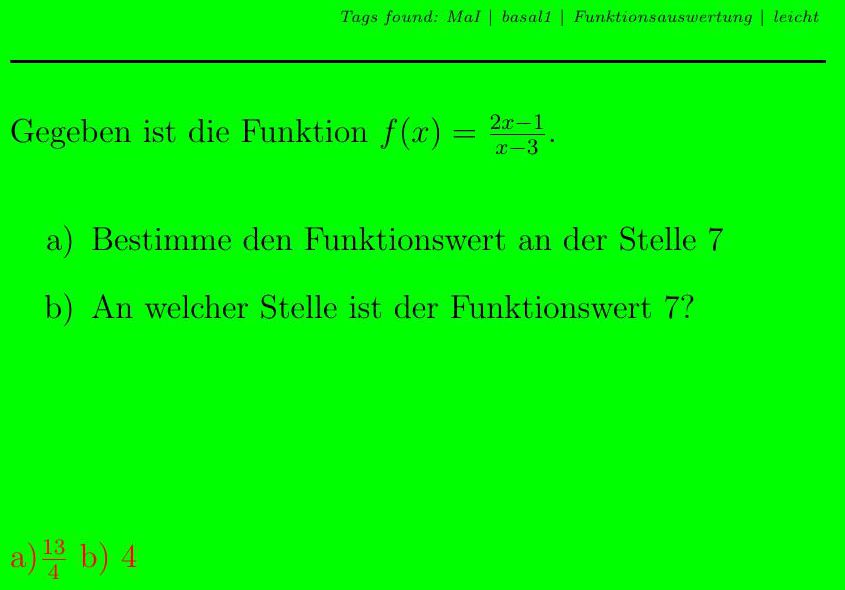 Tags found: MaI | basal1 | Funktionsauswertung | leicht
Gegeben ist die Funktion $f(x) = \frac{2x-1}{x-3}$.
a) Bestimme den Funktionswert an der Stelle 7
b) An welcher Stelle ist der Funktionswert 7?
a)$\frac{13}{4}$ b) 4